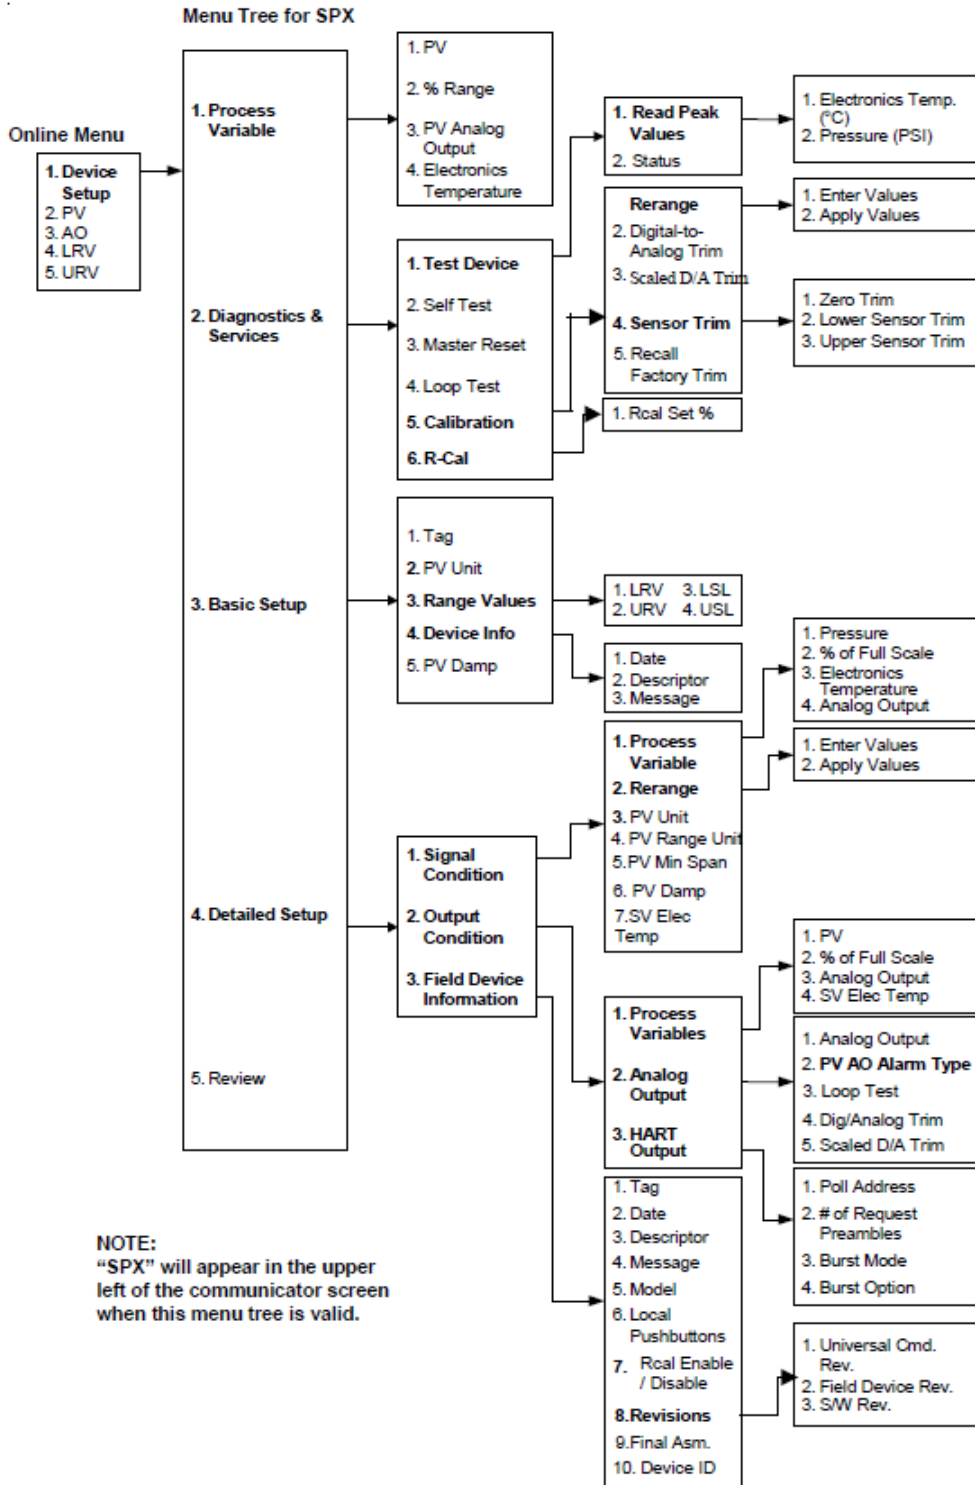 Menu Tree for SPX
Online Menu
1. Device
Setup
2. PV
3. AO
4. LRV
5. URV
1. Process
Variable
2. Diagnostics &
Services
3. Basic Setup
4. Detailed Setup
5. Review
1. PV
2. % Range
3. PV Analog
Output
4. Electronics
Temperature
1. Test Device
2. Self Test
3. Master Reset
4. Loop Test
5. Calibration
6. R-Cal
1. Read Peak
Values
2. Status
1. Electronics Temp.
(°C)
2. Pressure (PSI)
Rerange
2. Digital-to-
Analog Trim
3. Scaled D/A Trim
4. Sensor Trim
5. Recall
Factory Trim
1. Enter Values
2. Apply Values
1. Zero Trim
2. Lower Sensor Trim
3. Upper Sensor Trim
1. Rcal Set %
1. Tag
2. PV Unit
3. Range Values
4. Device Info
5. PV Damp
1. LRV 3. LSL
2. URV 4. USL
1. Date
2. Descriptor
3. Message
1. Signal
Condition
2. Output
Condition
3. Field Device
Information
1. Process
Variable
2. Rerange
3. PV Unit
4. PV Range Unit
5.PV Min Span
6. PV Damp
7.SV Elec
Temp
1. Pressure
2. % of Full Scale
3. Electronics
Temperature
4. Analog Output
1. Enter Values
2. Apply Values
1. Process
Variables
2. Analog
Output
3. HART
Output
1. PV
2. % of Full Scale
3. Analog Output
4. SV Elec Temp
1. Analog Output
2. PV AO Alarm Type
3. Loop Test
4. Dig/Analog Trim
5. Scaled D/A Trim
1. Poll Address
2. # of Request
Preambles
3. Burst Mode
4. Burst Option
1. Tag
2. Date
3. Descriptor
4. Message
5. Model
6. Local
Pushbuttons
7. Rcal Enable
/ Disable
8.Revisions
9.Final Asm.
10. Device ID
1. Universal Cmd.
Rev.
2. Field Device Rev.
3. S/W Rev.
NOTE:
“SPX” will appear in the upper
left of the communicator screen
when this menu tree is valid.